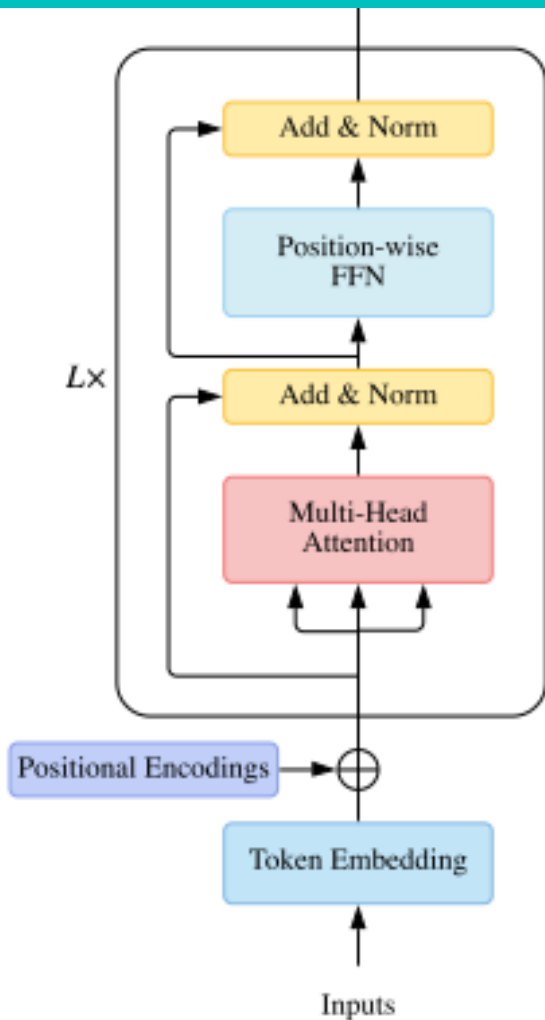 Add & Norm
Position-wise
FFN
L×
Add & Norm
Multi-Head
Attention
Positional Encodings
Token Embedding
Inputs